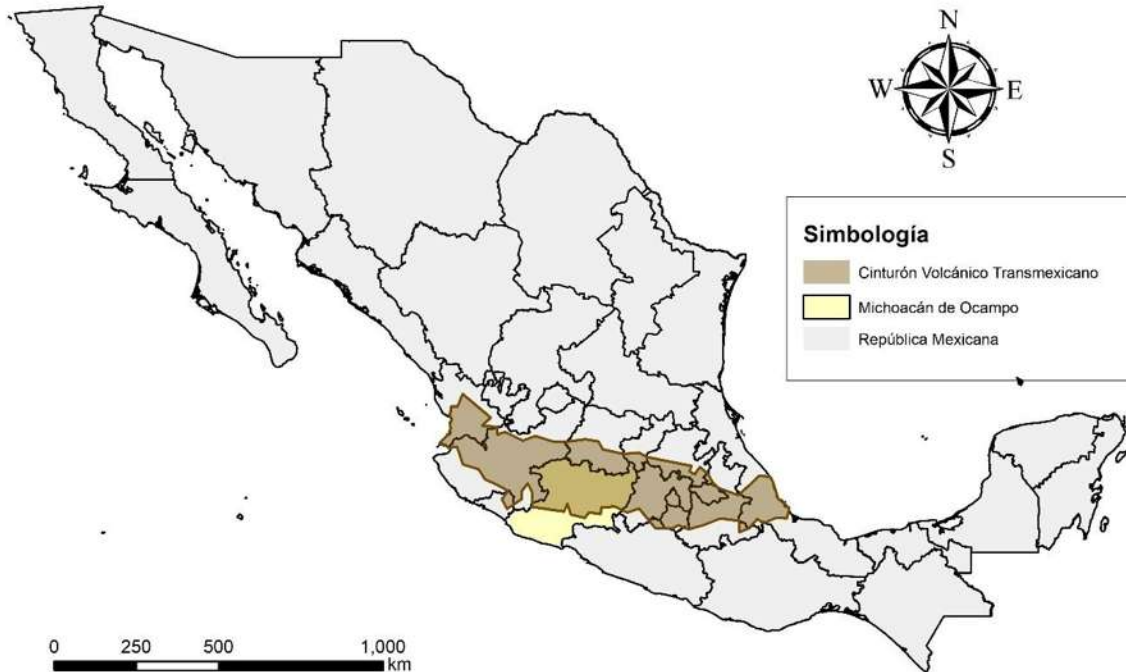 N
W E
S
Simbología
Cinturón Volcánico Transmexicano
Michoacán de Ocampo
República Mexicana
0 250 500 1,000
km